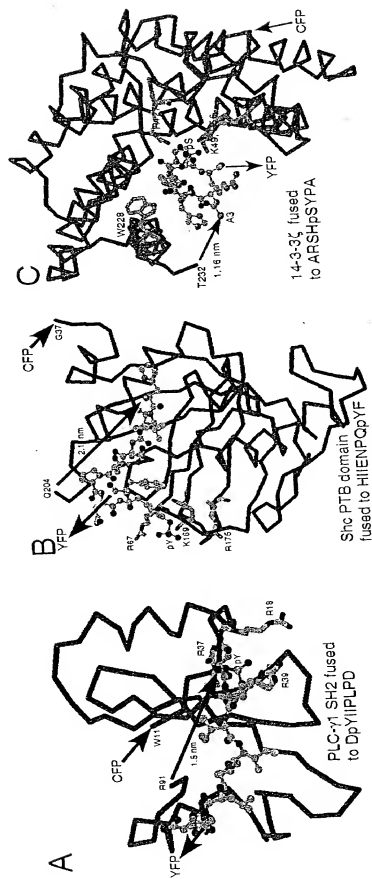 A
CFP
W11
R91
1.5 nm
YFP
R37
pY
R39
R18
PLC-γ1 SH2 fused
to DpYIIPLPD
B
CFP
G37
Q204
2.1 nm
YFP
R67
pY
K169
R175
Shc PTB domain
fused to HIIENPQpYF
C
CFP
W228
pS
K49
T232
1.16 nm
A3
YFP
14-3-3ζ fused
to ARSHpSYPA